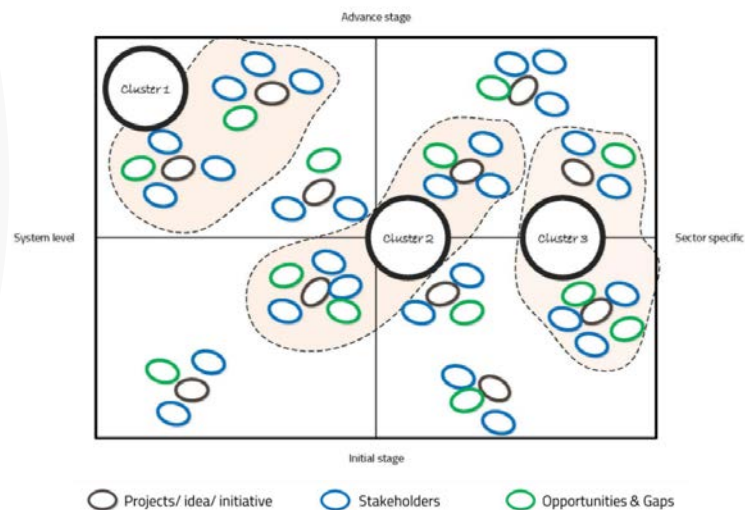 Advance stage
Cluster 1
System level
Cluster 2
Cluster 3
Sector specific
Initial stage
Projects/ idea/ initiative
Stakeholders
Opportunities & Gaps